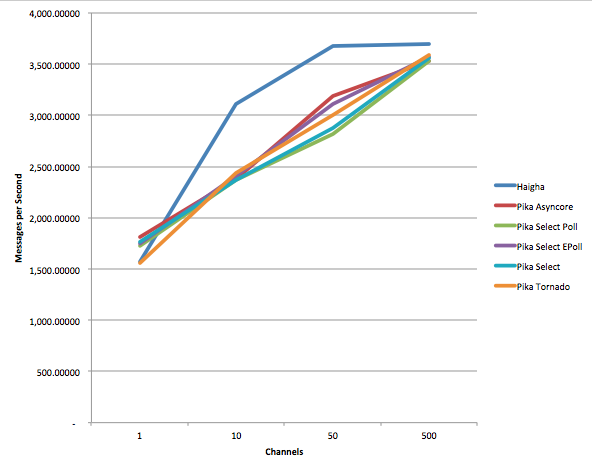 4,000.00000
3,500.00000
3,000.00000
2,500.00000
2,000.00000
1,500.00000
1,000.00000
500.00000
-
Messages per Second
1 10 50 500
Channels
Haigha
Pika Asyncore
Pika Select Poll
Pika Select EPoll
Pika Select
Pika Tornado